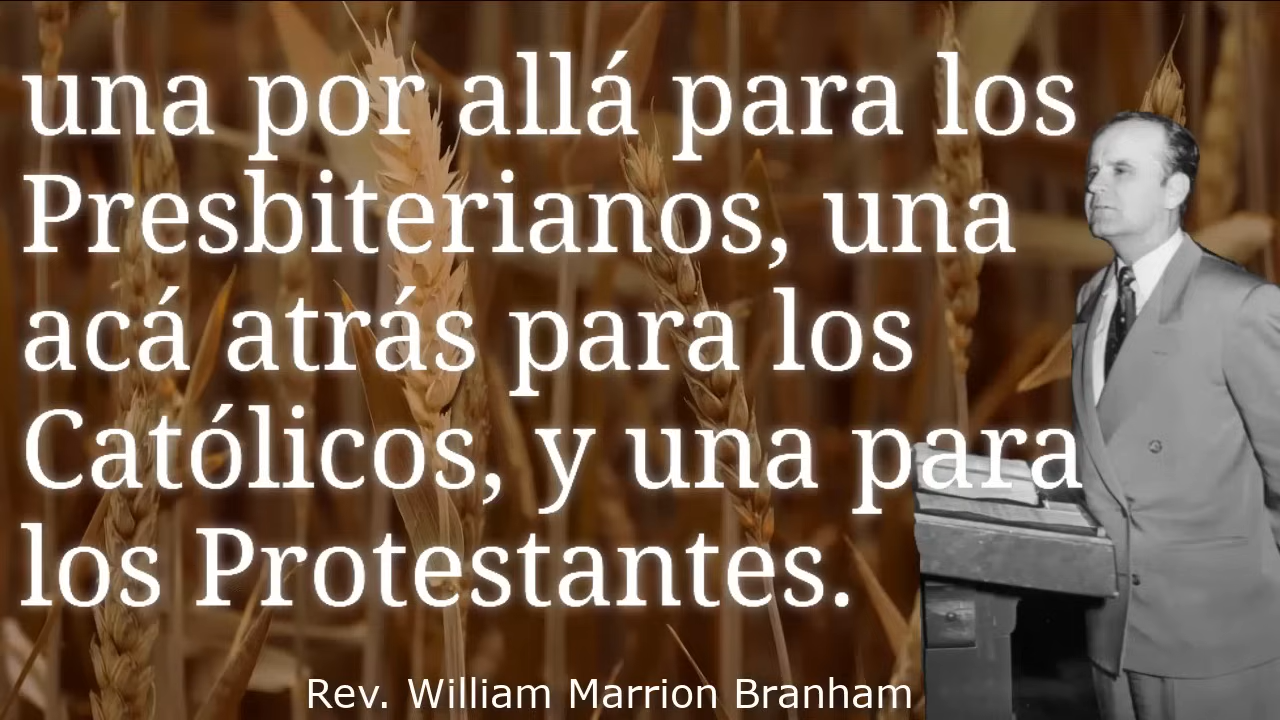 una por allá para los
Presbiterianos, una
acá atrás para los
Católicos, y una para
los Protestantes.
Rev. William Marrion Branham